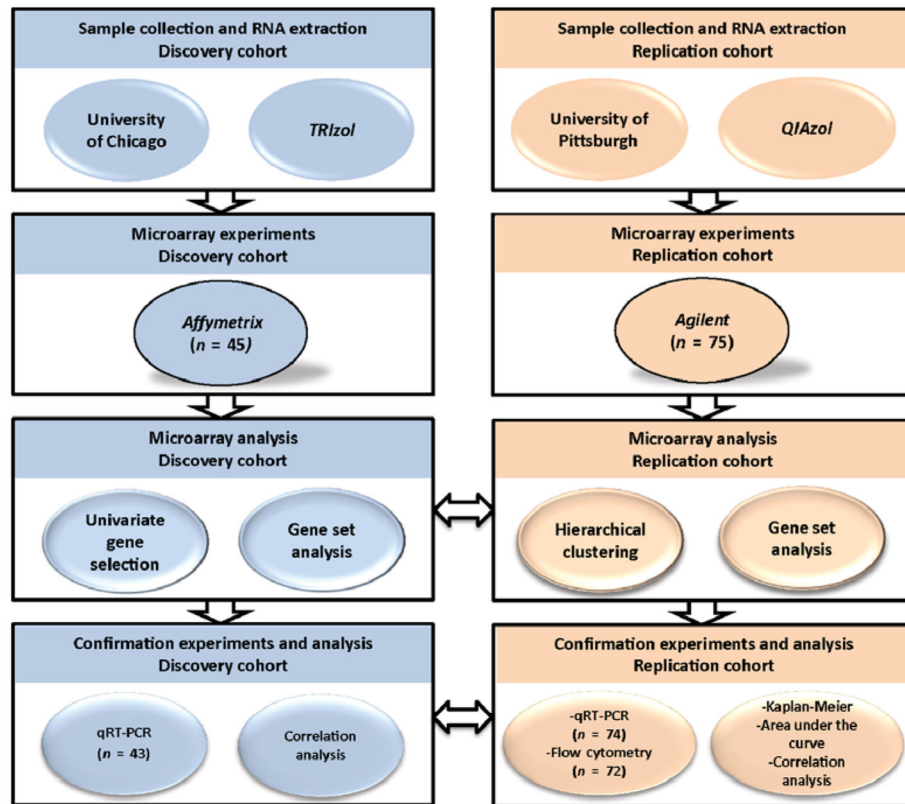 Sample collection and RNA extraction
Discovery cohort
University
of Chicago
TRIzol
Microarray experiments
Discovery cohort
Affymetrix
(n = 45)
Microarray analysis
Discovery cohort
Univariate
gene
selection
Gene set
analysis
Confirmation experiments and analysis
Discovery cohort
qRT-PCR
(n = 43)
Correlation
analysis
Sample collection and RNA extraction
Replication cohort
University of
Pittsburgh
QIAzol
Microarray experiments
Replication cohort
Agilent
(n = 75)
Microarray analysis
Replication cohort
Hierarchical
clustering
Gene set
analysis
Confirmation experiments and analysis
Replication cohort
-qRT-PCR
(n = 74)
-Flow cytometry
(n = 72)
-Kaplan-Meier
-Area under the
curve
-Correlation
analysis